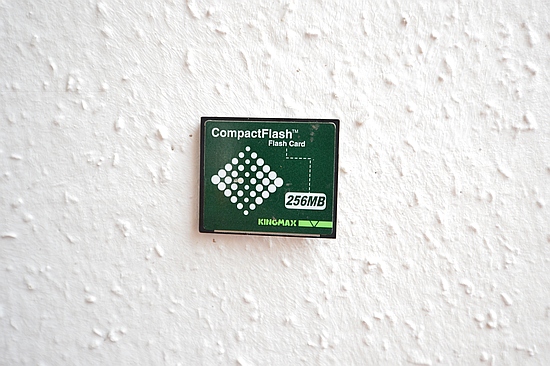 CompactFlash™
Flash Card
256MB
KINGMAX